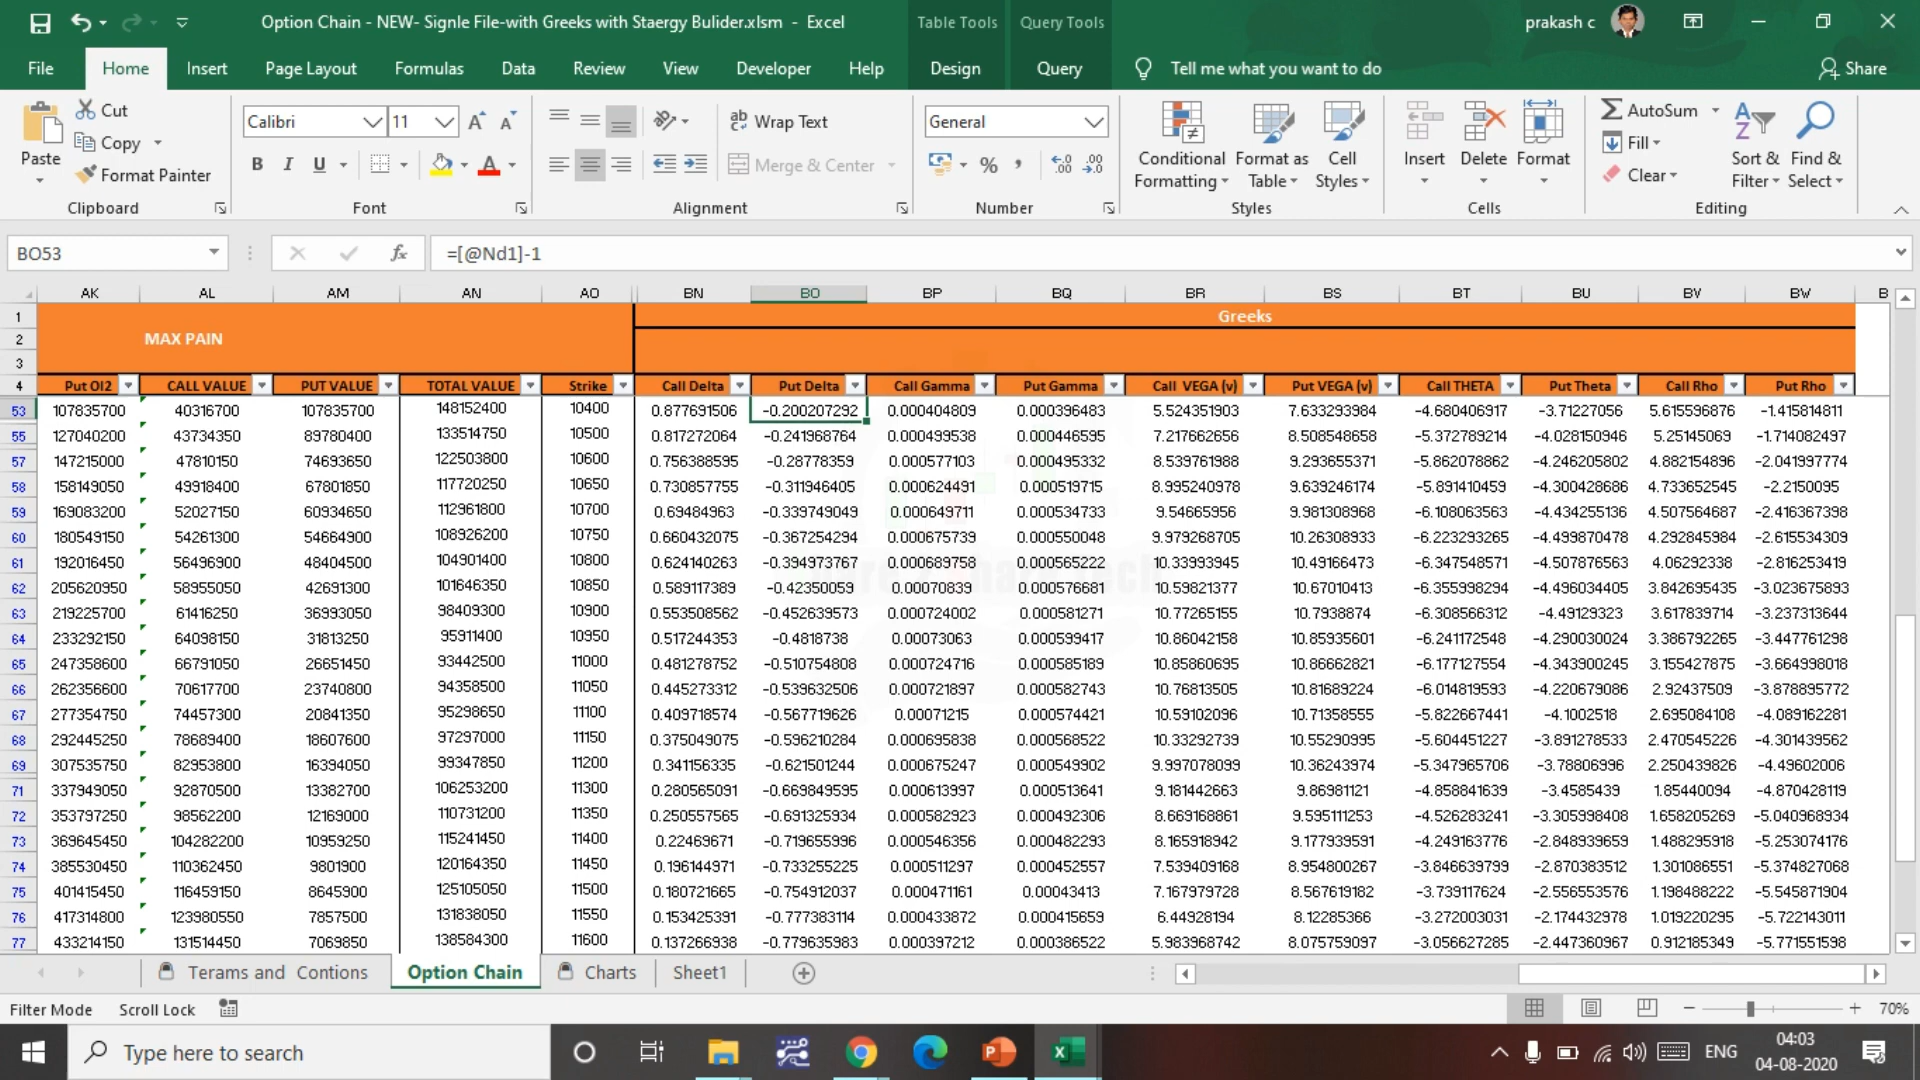 Option Chain - NEW- Signle File-with Greeks with Staergy Bulider.xlsm - Excel
Table Tools Query Tools
prakash c
File Home Insert Page Layout Formulas Data Review View Developer Help Design Query Tell me what you want to do Share
Paste
Cut
Copy
Format Painter
Clipboard
Calibri 11
B I U
Font
Wrap Text
Merge & Center
Alignment
General
Number
Conditional Formatting
Format as Table
Cell Styles
Styles
Insert Delete Format
Cells
AutoSum
Fill
Clear
Sort & Filter
Find & Select
Editing
BO53 fx =[@Nd1]-1
AK AL AM AN AO BN BO BP BQ BR BS BT BU BV BW B
1 Greeks
2 MAX PAIN
3
4 Put OI2 CALL VALUE PUT VALUE TOTAL VALUE Strike Call Delta Put Delta Call Gamma Put Gamma Call VEGA (v) Put VEGA (v) Call THETA Put Theta Call Rho Put Rho
53 107835700 40316700 107835700 148152400 10400 0.877691506 -0.200207292 0.000404809 0.000396483 5.524351903 7.633293984 -4.680406917 -3.71227056 5.615596876 -1.415814811
55 127040200 43734350 89780400 133514750 10500 0.817272064 -0.241968764 0.000499538 0.000446595 7.217662656 8.508548658 -5.372789214 -4.028150946 5.25145069 -1.714082497
57 147215000 47810150 74693650 122503800 10600 0.756388595 -0.28778359 0.000577103 0.000495332 8.539761988 9.293655371 -5.862078862 -4.246205802 4.882154896 -2.041997774
58 158149050 49918400 67801850 117720250 10650 0.730857755 -0.311946405 0.000624491 0.000519715 8.995240978 9.639246174 -5.891410459 -4.300428686 4.733652545 -2.2150095
59 169083200 52027150 60934650 112961800 10700 0.69484963 -0.339749049 0.000649711 0.000534733 9.54665956 9.981308968 -6.108063563 -4.434255136 4.507564687 -2.416367398
60 180549150 54261300 54664900 108926200 10750 0.660432075 -0.367254294 0.000675739 0.000550048 9.979268705 10.26308933 -6.223293265 -4.499870478 4.292845984 -2.615534309
61 192016450 56496900 48404500 104901400 10800 0.624140263 -0.394973767 0.000689758 0.000565222 10.33993945 10.49166473 -6.347548571 -4.507876563 4.06292338 -2.816253419
62 205620950 58955050 42691300 101646350 10850 0.589117389 -0.42350059 0.00070839 0.000576681 10.59821377 10.67010413 -6.355998294 -4.496034405 3.842695435 -3.023675893
63 219225700 61416250 36993050 98409300 10900 0.553508562 -0.452639573 0.000724002 0.000581271 10.77265155 10.7938874 -6.308566312 -4.49129323 3.617839714 -3.237313644
64 233292150 64098150 31813250 95911400 10950 0.517244353 -0.4818738 0.00073063 0.000599417 10.86042158 10.85935601 -6.241172548 -4.290030024 3.386792265 -3.447761298
65 247358600 66791050 26651450 93442500 11000 0.481278752 -0.510754808 0.000724716 0.000585189 10.85860695 10.86662821 -6.177127554 -4.343900245 3.155427875 -3.664998018
66 262356600 70617700 23740800 94358500 11050 0.445273312 -0.539632506 0.000721897 0.000582743 10.76813505 10.81689224 -6.014819593 -4.220679086 2.92437509 -3.878895772
67 277354750 74457300 20841350 95298650 11100 0.409718574 -0.567719626 0.00071215 0.000574421 10.59102096 10.71358555 -5.822667441 -4.1002518 2.695084108 -4.089162281
68 292445250 78689400 18607600 97297000 11150 0.375049075 -0.596210284 0.000695838 0.000568522 10.33292739 10.55290995 -5.604451227 -3.891278533 2.470545226 -4.301439562
69 307535750 82953800 16394050 99347850 11200 0.341156335 -0.621501244 0.000675247 0.000549902 9.997078099 10.36243974 -5.347965706 -3.78806996 2.250439826 -4.49602006
71 337949050 92870500 13382700 106253200 11300 0.280565091 -0.669849595 0.000613997 0.000513641 9.181442663 9.86981121 -4.858841639 -3.4585439 1.85440094 -4.870428119
72 353797250 98562200 12169000 110731200 11350 0.250557565 -0.691325934 0.000582923 0.000492306 8.669168861 9.595111253 -4.526283241 -3.305998408 1.658205269 -5.040968934
73 369645450 104282200 10959250 115241450 11400 0.22469671 -0.719655996 0.000546356 0.000482293 8.165918942 9.177939591 -4.249163776 -2.848939659 1.488295918 -5.253074176
74 385530450 110362450 9801900 120164350 11450 0.196144971 -0.733255225 0.000511297 0.000452557 7.539409168 8.954800267 -3.846639799 -2.870383512 1.301086551 -5.374827068
75 401415450 116459150 8645900 125105050 11500 0.180721665 -0.754912037 0.000471161 0.00043413 7.167979728 8.567619182 -3.739117624 -2.556553576 1.198488222 -5.545871904
76 417314800 123980550 7857500 131838050 11550 0.153425391 -0.777383114 0.000433872 0.000415659 6.44928194 8.12285366 -3.272003031 -2.174432978 1.019220295 -5.722143011
77 433214150 131514450 7069850 138584300 11600 0.137266938 -0.779635983 0.000397212 0.000386522 5.983968742 8.075759097 -3.056627285 -2.447360967 0.912185349 -5.771551598
Terams and Contions Option Chain Charts Sheet1
Filter Mode Scroll Lock 70%
Type here to search
ENG
04:03
04-08-2020